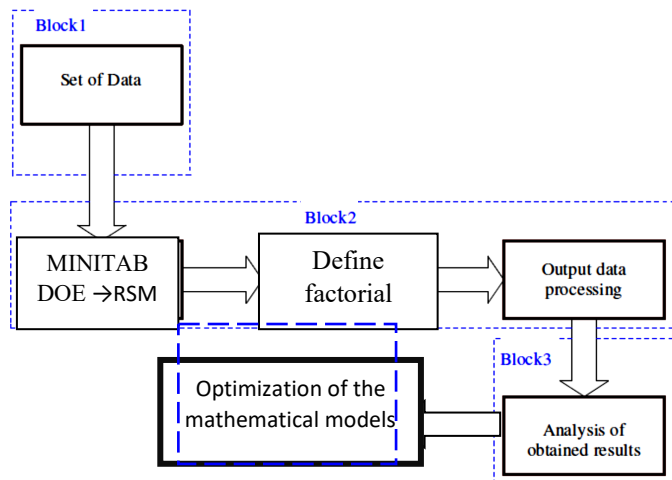 Block1
Set of Data
Block2
MINITAB
DOE →RSM
Define
factorial
Output data
processing
Block3
Optimization of the
mathematical models
Analysis of
obtained results